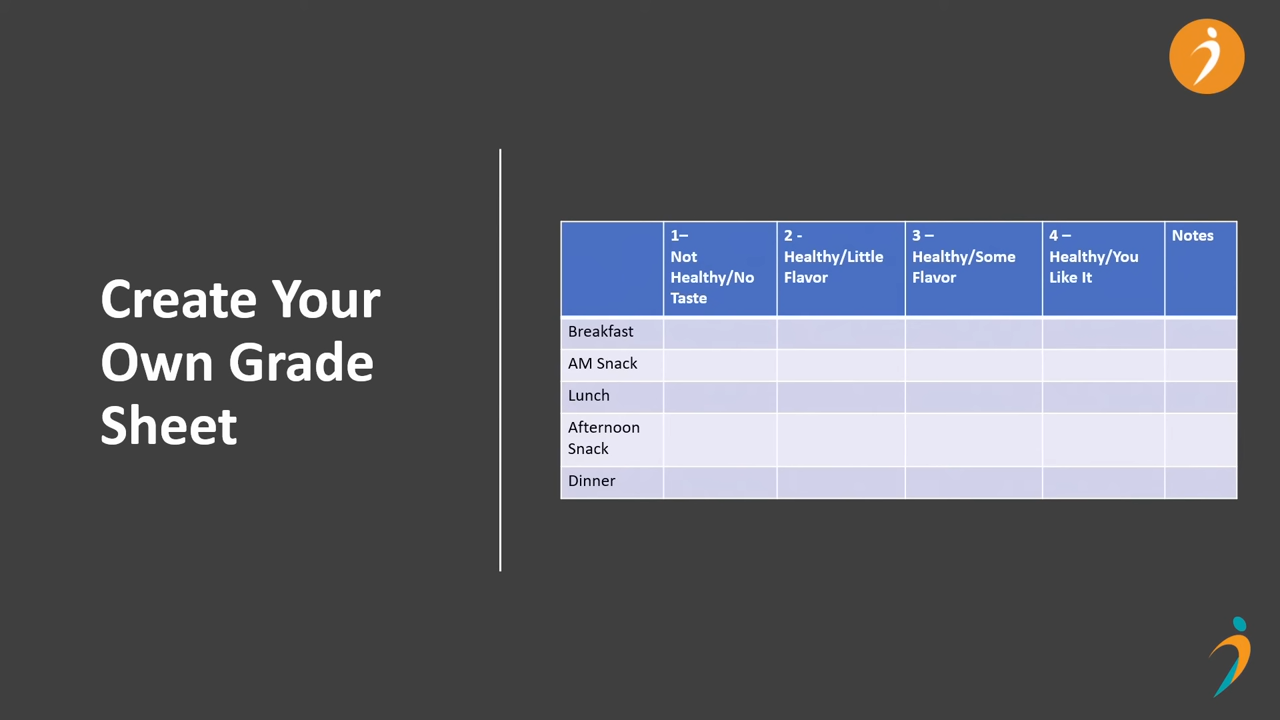 Create Your
Own Grade
Sheet
1–
Not
Healthy/No
Taste
2 -
Healthy/Little
Flavor
3 –
Healthy/Some
Flavor
4 –
Healthy/You
Like It
Notes
Breakfast
AM Snack
Lunch
Afternoon
Snack
Dinner